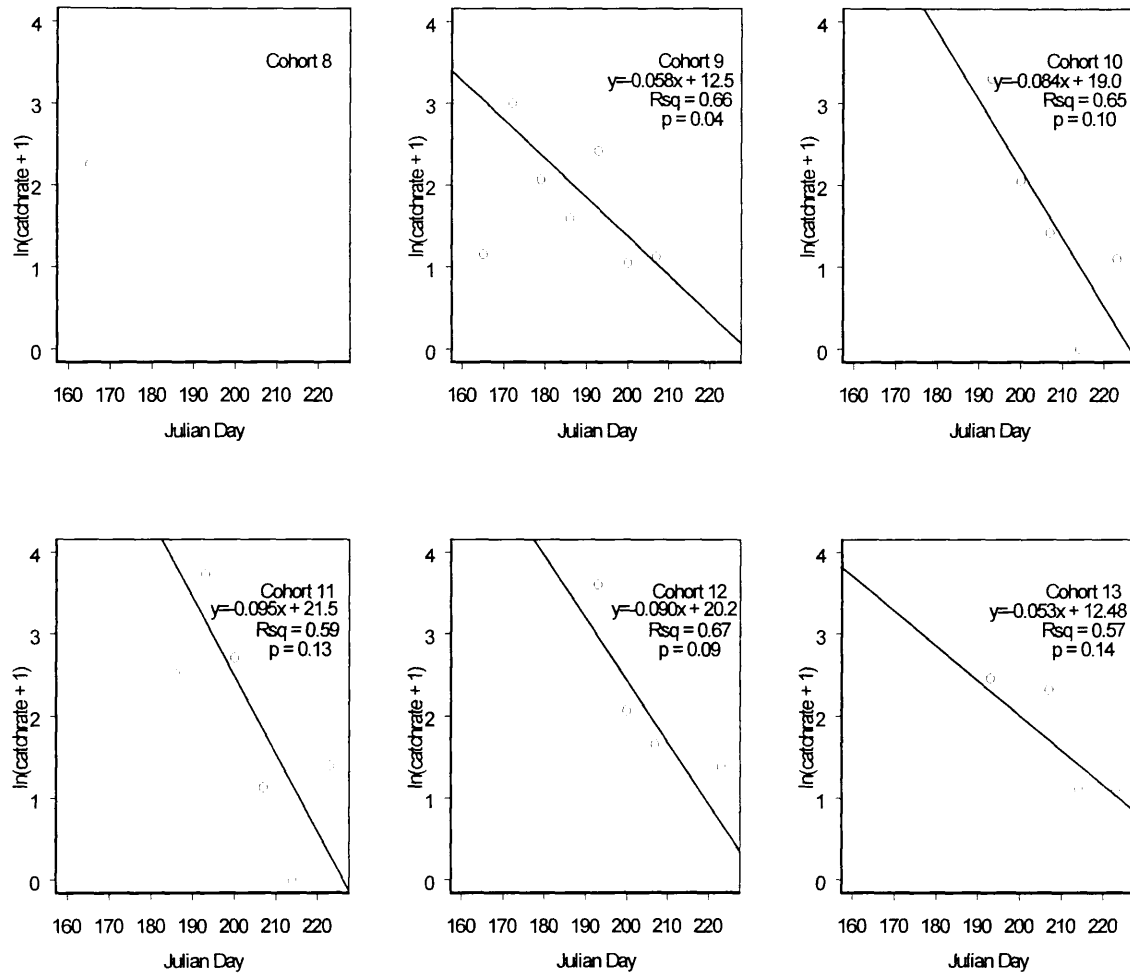 Cohort 8
4
3
2
1
0
ln(catchrate + 1)
160 170 180 190 200 210 220
Julian Day
Cohort 9
y=-0.058x + 12.5
Rsq = 0.66
p = 0.04
4
3
2
1
0
ln(catchrate + 1)
160 170 180 190 200 210 220
Julian Day
Cohort 10
y=-0.084x + 19.0
Rsq = 0.65
p = 0.10
4
3
2
1
0
ln(catchrate + 1)
160 170 180 190 200 210 220
Julian Day
Cohort 11
y=-0.095x + 21.5
Rsq = 0.59
p = 0.13
4
3
2
1
0
ln(catchrate + 1)
160 170 180 190 200 210 220
Julian Day
Cohort 12
y=-0.090x + 20.2
Rsq = 0.67
p = 0.09
4
3
2
1
0
ln(catchrate + 1)
160 170 180 190 200 210 220
Julian Day
Cohort 13
y=-0.053x + 12.48
Rsq = 0.57
p = 0.14
4
3
2
1
0
ln(catchrate + 1)
160 170 180 190 200 210 220
Julian Day